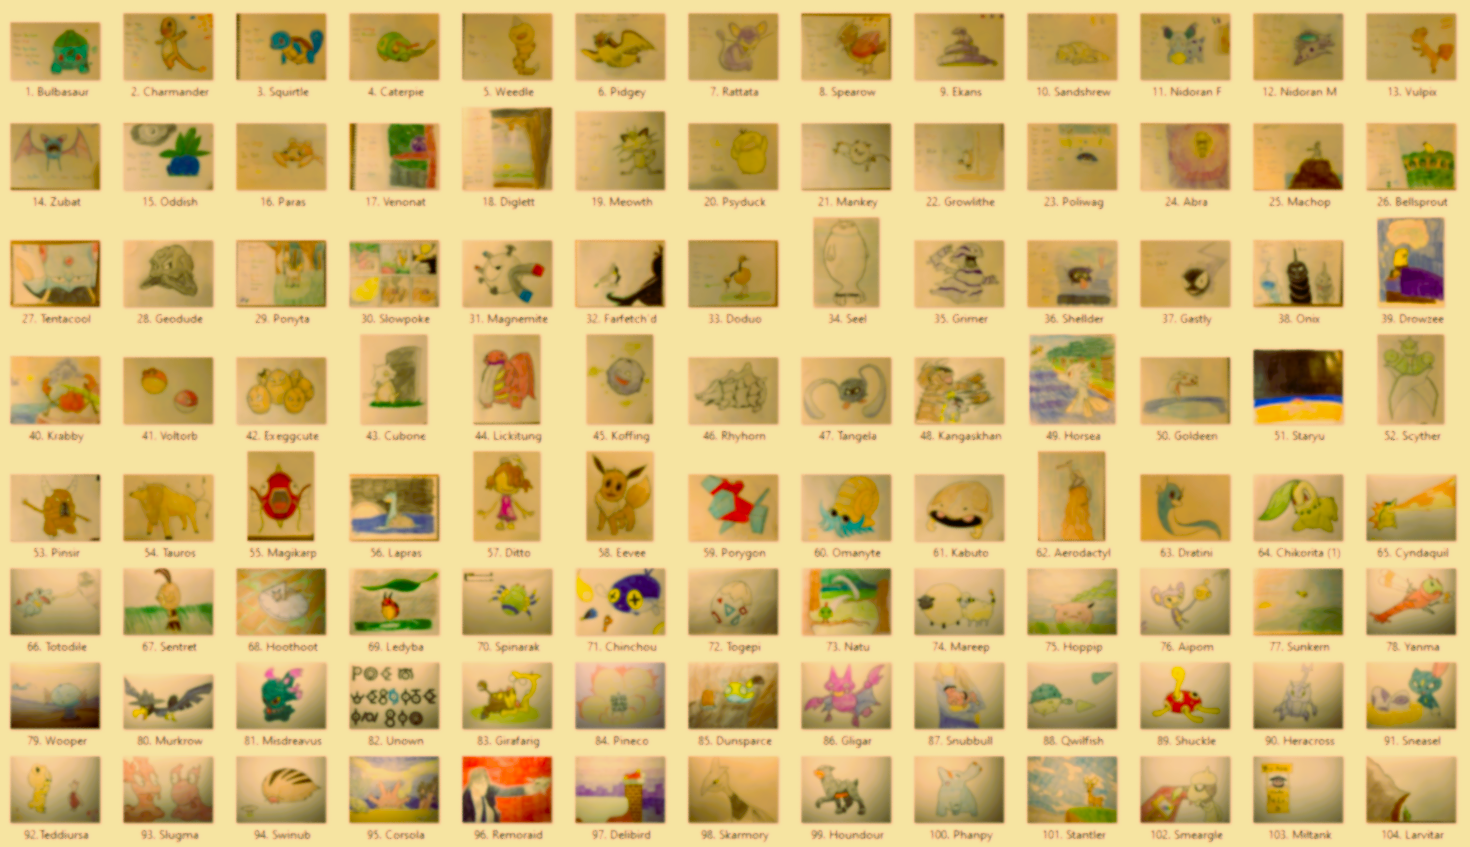 1. Bulbasaur 2. Charmander 3. Squirtle 4. Caterpie 5. Weedle 6. Pidgey 7. Rattata 8. Spearow 9. Ekans 10. Sandshrew 11. Nidoran F 12. Nidoran M 13. Vulpix
14. Zubat 15. Oddish 16. Paras 17. Venonat 18. Diglett 19. Meowth 20. Psyduck 21. Mankey 22. Growlithe 23. Poliwag 24. Abra 25. Machop 26. Bellsprout
27. Tentacool 28. Geodude 29. Ponyta 30. Slowpoke 31. Magnemite 32. Farfetch'd 33. Doduo 34. Seel 35. Grimer 36. Shellder 37. Gastly 38. Onix 39. Drowzee
40. Krabby 41. Voltorb 42. Exeggcute 43. Cubone 44. Lickitung 45. Koffing 46. Rhyhorn 47. Tangela 48. Kangaskhan 49. Horsea 50. Goldeen 51. Staryu 52. Scyther
53. Pinsir 54. Tauros 55. Magikarp 56. Lapras 57. Ditto 58. Eevee 59. Porygon 60. Omanyte 61. Kabuto 62. Aerodactyl 63. Dratini 64. Chikorita (1) 65. Cyndaquil
66. Totodile 67. Sentret 68. Hoothoot 69. Ledyba 70. Spinarak 71. Chinchou 72. Togepi 73. Natu 74. Mareep 75. Hoppip 76. Aipom 77. Sunkern 78. Yanma
79. Wooper 80. Murkrow 81. Misdreavus 82. Unown 83. Girafarig 84. Pineco 85. Dunsparce 86. Gligar 87. Snubbull 88. Qwilfish 89. Shuckle 90. Heracross 91. Sneasel
92.Teddiursa 93. Slugma 94. Swinub 95. Corsola 96. Remoraid 97. Delibird 98. Skarmory 99. Houndour 100. Phanpy 101. Stantler 102. Smeargle 103. Miltank 104. Larvitar